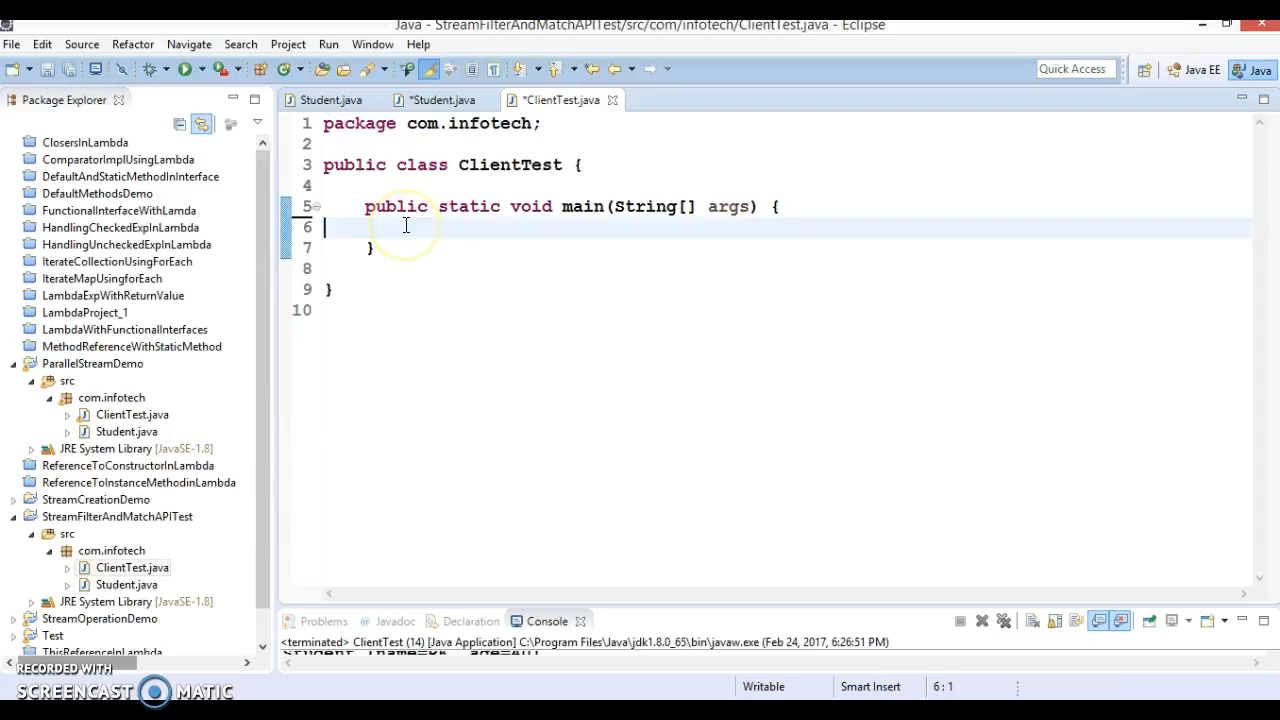 Java - StreamFilterAndMatchAPITest/src/com/infotech/ClientTest.java - Eclipse
File Edit Source Refactor Navigate Search Project Run Window Help
Quick Access Java EE Java
Package Explorer
Student.java *Student.java *ClientTest.java
ClosersInLambda
ComparatorImplUsingLambda
DefaultAndStaticMethodInInterface
DefaultMethodsDemo
FunctionalInterfaceWithLamda
HandlingCheckedExpInLambda
HandlingUncheckedExpInLambda
IterateCollectionUsingForEach
IterateMapUsingforEach
LambdaExpWithReturnValue
LambdaProject_1
LambdaWithFunctionalInterfaces
MethodReferenceWithStaticMethod
ParallelStreamDemo
src
com.infotech
ClientTest.java
Student.java
JRE System Library [JavaSE-1.8]
ReferenceToConstructorInLambda
ReferenceToInstanceMethodinLambda
StreamCreationDemo
StreamFilterAndMatchAPITest
src
com.infotech
ClientTest.java
Student.java
JRE System Library [JavaSE-1.8]
StreamOperationDemo
Test
ThisReferenceInLambda
1 package com.infotech;
2
3 public class ClientTest {
4
5 public static void main(String[] args) {
6
7 }
8
9 }
10
Problems Javadoc Declaration Console
<terminated> ClientTest (14) [Java Application] C:\Program Files\Java\jdk1.8.0_65\bin\javaw.exe (Feb 24, 2017, 6:26:51 PM)
Writable Smart Insert 6 : 1
RECORDED WITH
SCREENCAST MATIC